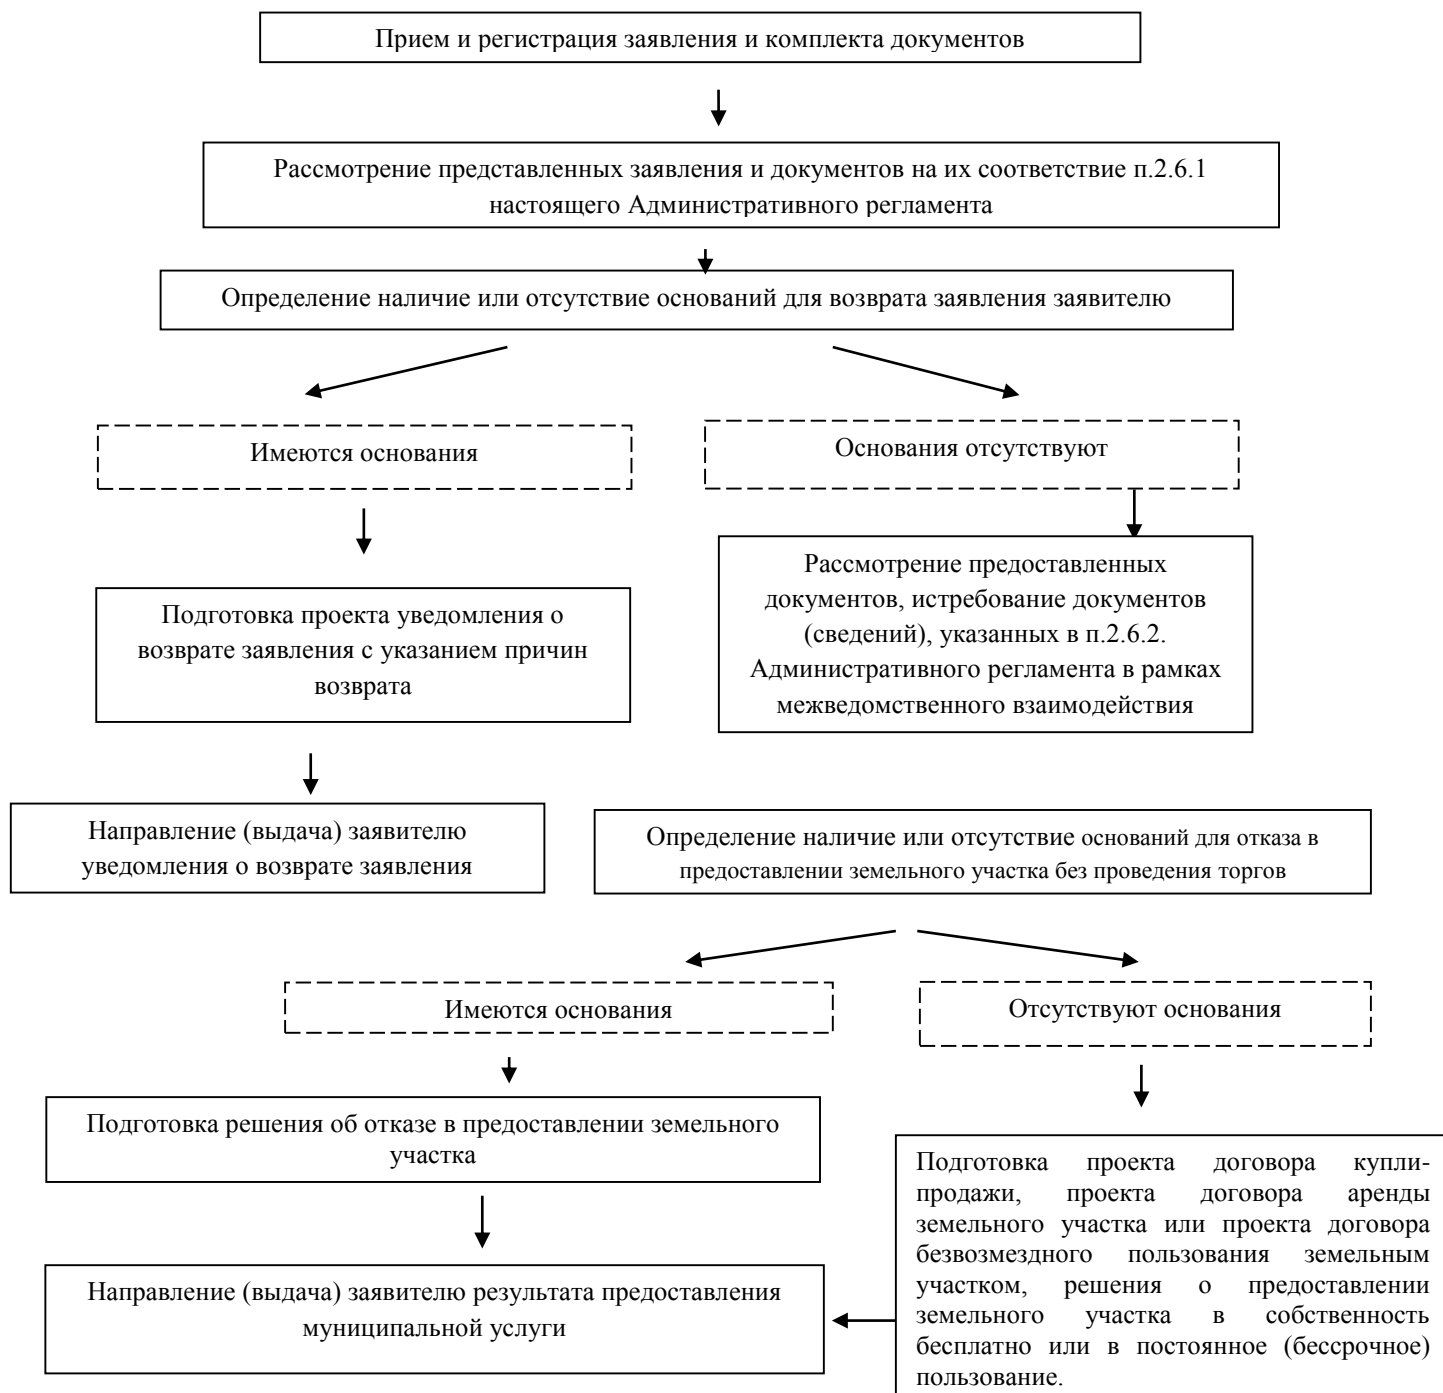 Прием и регистрация заявления и комплекта документов
Рассмотрение представленных заявления и документов на их соответствие п.2.6.1
настоящего Административного регламента
Определение наличие или отсутствие оснований для возврата заявления заявителю
Имеются основания
Основания отсутствуют
Подготовка проекта уведомления о
возврате заявления с указанием причин
возврата
Рассмотрение предоставленных
документов, истребование документов
(сведений), указанных в п.2.6.2.
Административного регламента в рамках
межведомственного взаимодействия
Направление (выдача) заявителю
уведомления о возврате заявления
Определение наличие или отсутствие оснований для отказа в
предоставлении земельного участка без проведения торгов
Имеются основания
Отсутствуют основания
Подготовка решения об отказе в предоставлении земельного
участка
Подготовка проекта договора купли-
продажи, проекта договора аренды
земельного участка или проекта договора
безвозмездного пользования земельным
участком, решения о предоставлении
земельного участка в собственность
бесплатно или в постоянное (бессрочное)
пользование.
Направление (выдача) заявителю результата предоставления
муниципальной услуги